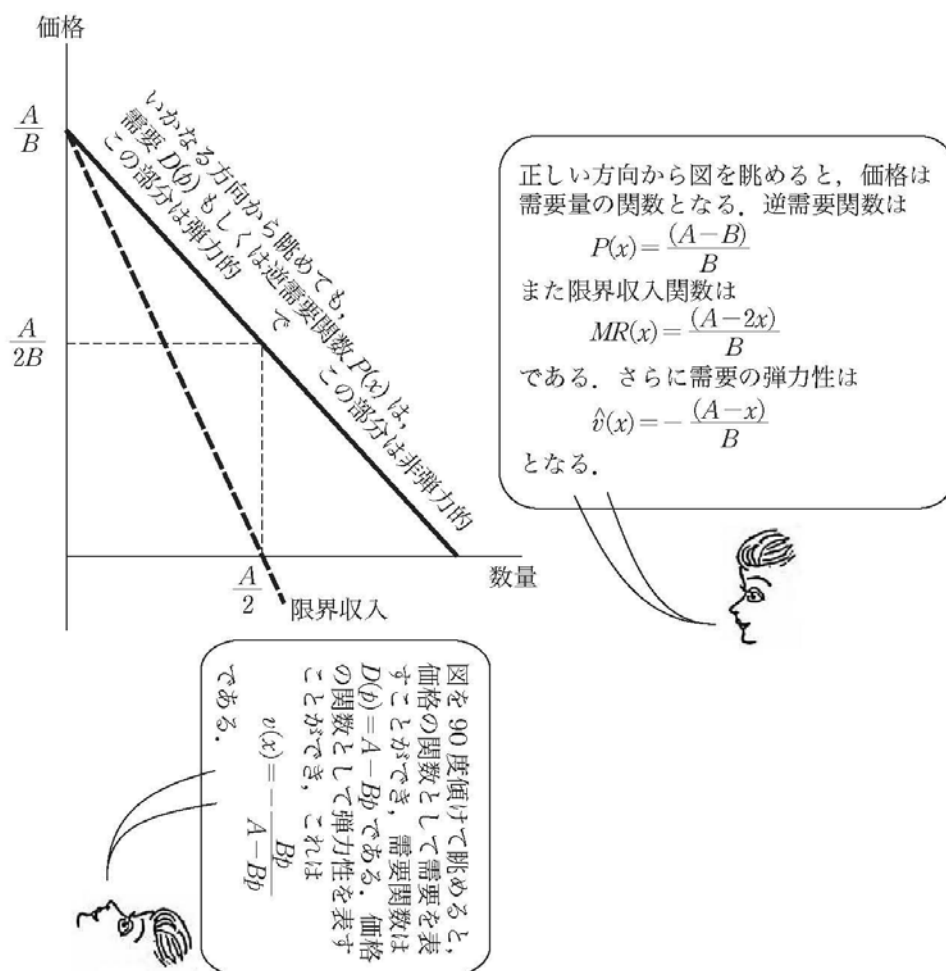 価格
A/B
いかなる方向から眺めても,
需要 D(p) もしくは逆需要関数 P(x) は,
この部分は弾力的 で この部分は非弾力的
A/2B
A/2
数量
限界収入
正しい方向から図を眺めると，価格は
需要量の関数となる．逆需要関数は
P(x)=(A−B)/B
また限界収入関数は
MR(x)=(A−2x)/B
である．さらに需要の弾力性は
v̂(x)=−(A−x)/B
となる．
図を 90 度傾けて眺めると，
価格の関数として需要を表
すことができ，需要関数は
D(p)=A−Bp である．価格
の関数として弾力性を表す
ことができ，これは
v(x)=−Bp/(A−Bp)
である．